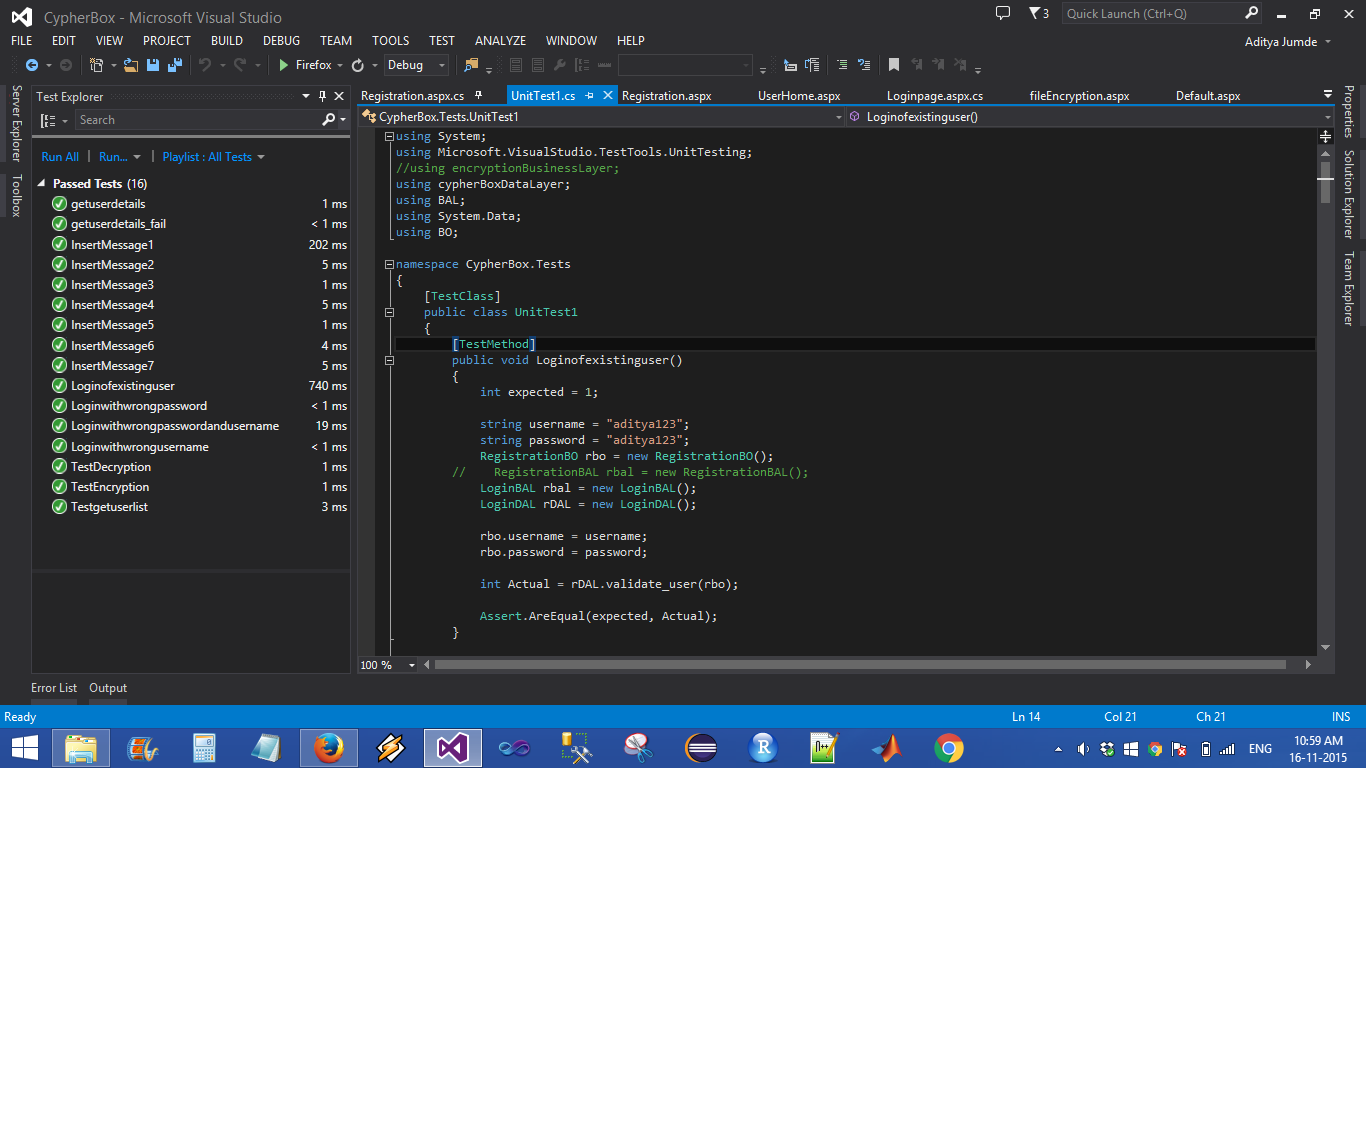 CypherBox - Microsoft Visual Studio
3
Quick Launch (Ctrl+Q)
FILE EDIT VIEW PROJECT BUILD DEBUG TEAM TOOLS TEST ANALYZE WINDOW HELP
Aditya Jumde
Firefox
Debug
Server Explorer
Toolbox
Test Explorer
Search
Run All | Run... | Playlist : All Tests
Passed Tests (16)
getuserdetails 1 ms
getuserdetails_fail < 1 ms
InsertMessage1 202 ms
InsertMessage2 5 ms
InsertMessage3 1 ms
InsertMessage4 5 ms
InsertMessage5 1 ms
InsertMessage6 4 ms
InsertMessage7 5 ms
Loginofexistinguser 740 ms
Loginwithwrongpassword < 1 ms
Loginwithwrongpasswordandusername 19 ms
Loginwithwrongusername < 1 ms
TestDecryption 1 ms
TestEncryption 1 ms
Testgetuserlist 3 ms
Registration.aspx.cs UnitTest1.cs Registration.aspx UserHome.aspx Loginpage.aspx.cs fileEncryption.aspx Default.aspx
CypherBox.Tests.UnitTest1 Loginofexistinguser()
using System;
using Microsoft.VisualStudio.TestTools.UnitTesting;
//using encryptionBusinessLayer;
using cypherBoxDataLayer;
using BAL;
using System.Data;
using BO;
namespace CypherBox.Tests
{
[TestClass]
public class UnitTest1
{
[TestMethod]
public void Loginofexistinguser()
{
int expected = 1;
string username = "aditya123";
string password = "aditya123";
RegistrationBO rbo = new RegistrationBO();
// RegistrationBAL rbal = new RegistrationBAL();
LoginBAL rbal = new LoginBAL();
LoginDAL rDAL = new LoginDAL();
rbo.username = username;
rbo.password = password;
int Actual = rDAL.validate_user(rbo);
Assert.AreEqual(expected, Actual);
}
100 %
Properties
Solution Explorer
Team Explorer
Error List Output
Ready Ln 14 Col 21 Ch 21 INS
R
ENG
10:59 AM
16-11-2015